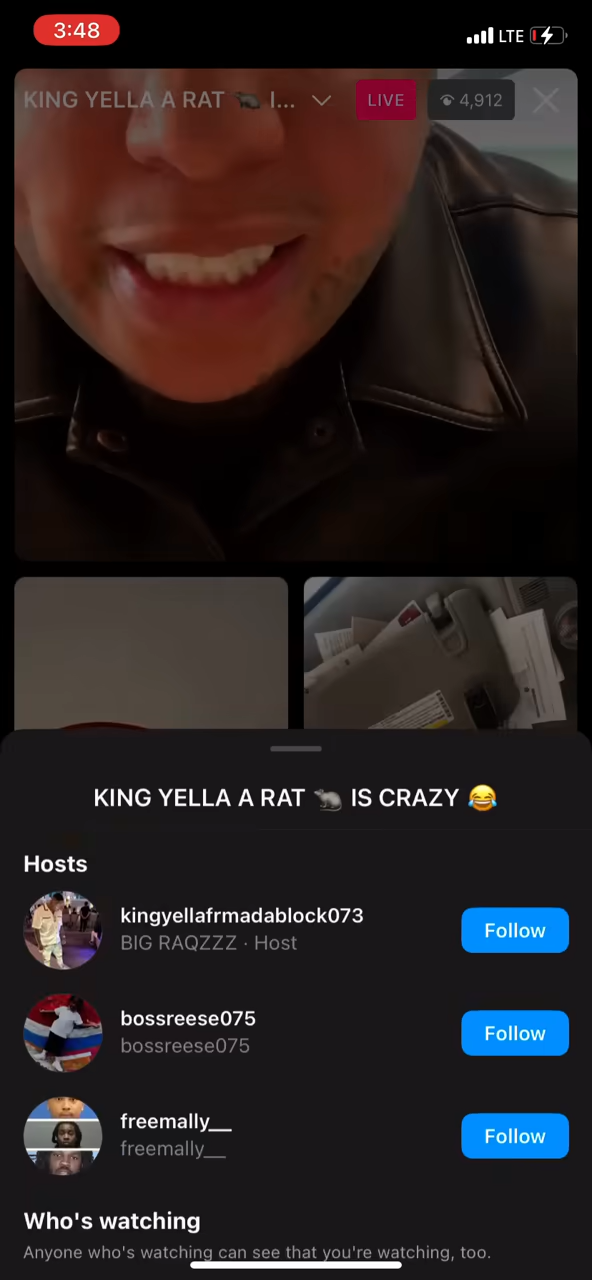 3:48
LTE
KING YELLA A RAT 🐀 I...
LIVE
4,912
KING YELLA A RAT 🐀 IS CRAZY 😂
Hosts
kingyellafrmadablock073
BIG RAQZZZ · Host
Follow
bossreese075
bossreese075
Follow
freemally__
freemally__
Follow
Who's watching
Anyone who's watching can see that you're watching, too.